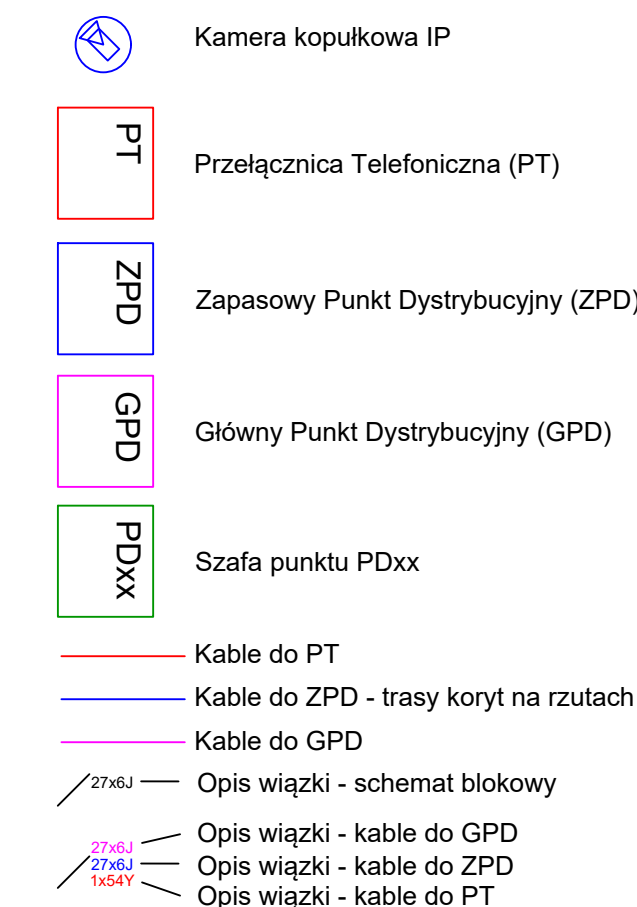 Kamera kopułkowa IP
PT
Przełącznica Telefoniczna (PT)
ZPD
Zapasowy Punkt Dystrybucyjny (ZPD)
GPD
Główny Punkt Dystrybucyjny (GPD)
PDxx
Szafa punktu PDxx
Kable do PT
Kable do ZPD - trasy koryt na rzutach
Kable do GPD
27x6J
Opis wiązki - schemat blokowy
27x6J
Opis wiązki - kable do GPD
27x6J
Opis wiązki - kable do ZPD
1x54Y
Opis wiązki - kable do PT